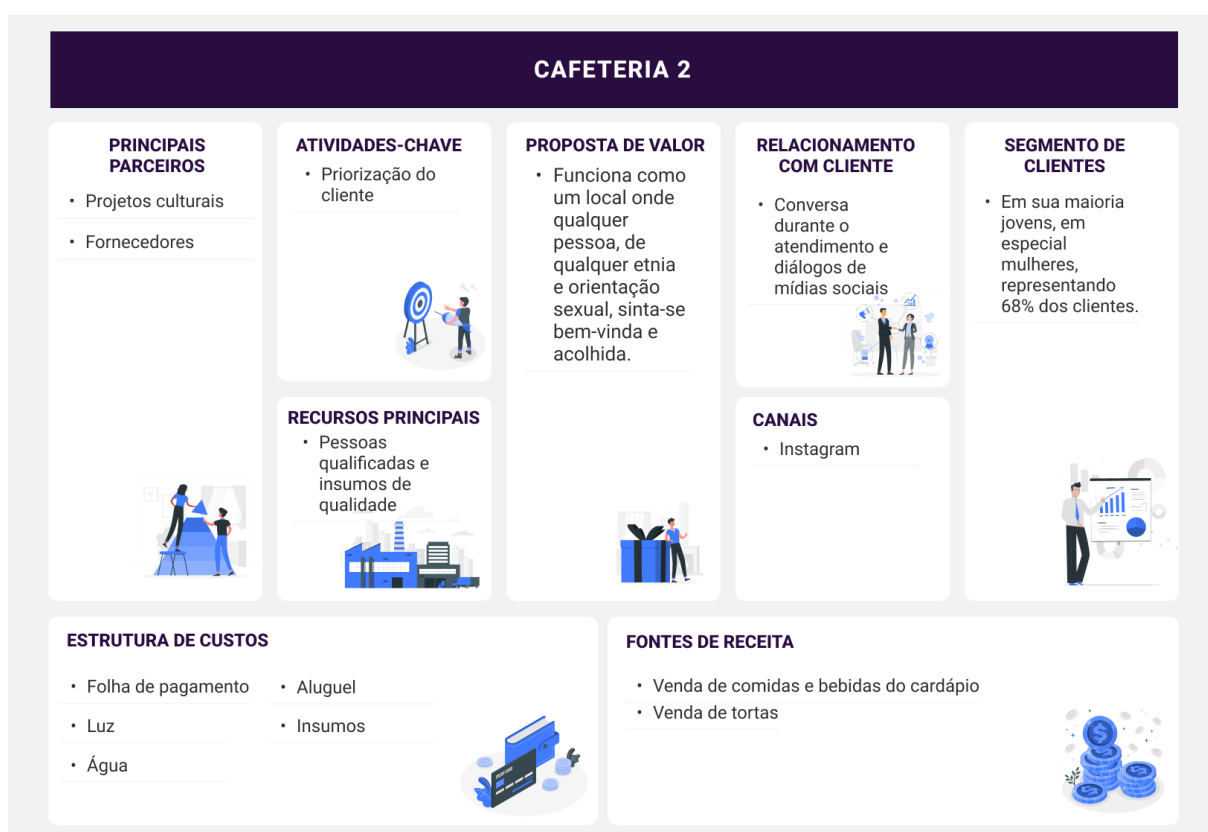 CAFETERIA 2
PRINCIPAIS
PARCEIROS
• Projetos culturais
• Fornecedores
ATIVIDADES-CHAVE
• Priorização do
cliente
RECURSOS PRINCIPAIS
• Pessoas
qualificadas e
insumos de
qualidade
PROPOSTA DE VALOR
• Funciona como
um local onde
qualquer
pessoa, de
qualquer etnia
e orientação
sexual, sinta-se
bem-vinda e
acolhida.
RELACIONAMENTO
COM CLIENTE
• Conversa
durante o
atendimento e
diálogos de
mídias sociais
CANAIS
• Instagram
SEGMENTO DE
CLIENTES
• Em sua maioria
jovens, em
especial
mulheres,
representando
68% dos clientes.
ESTRUTURA DE CUSTOS
• Folha de pagamento
• Luz
• Água
• Aluguel
• Insumos
FONTES DE RECEITA
• Venda de comidas e bebidas do cardápio
• Venda de tortas